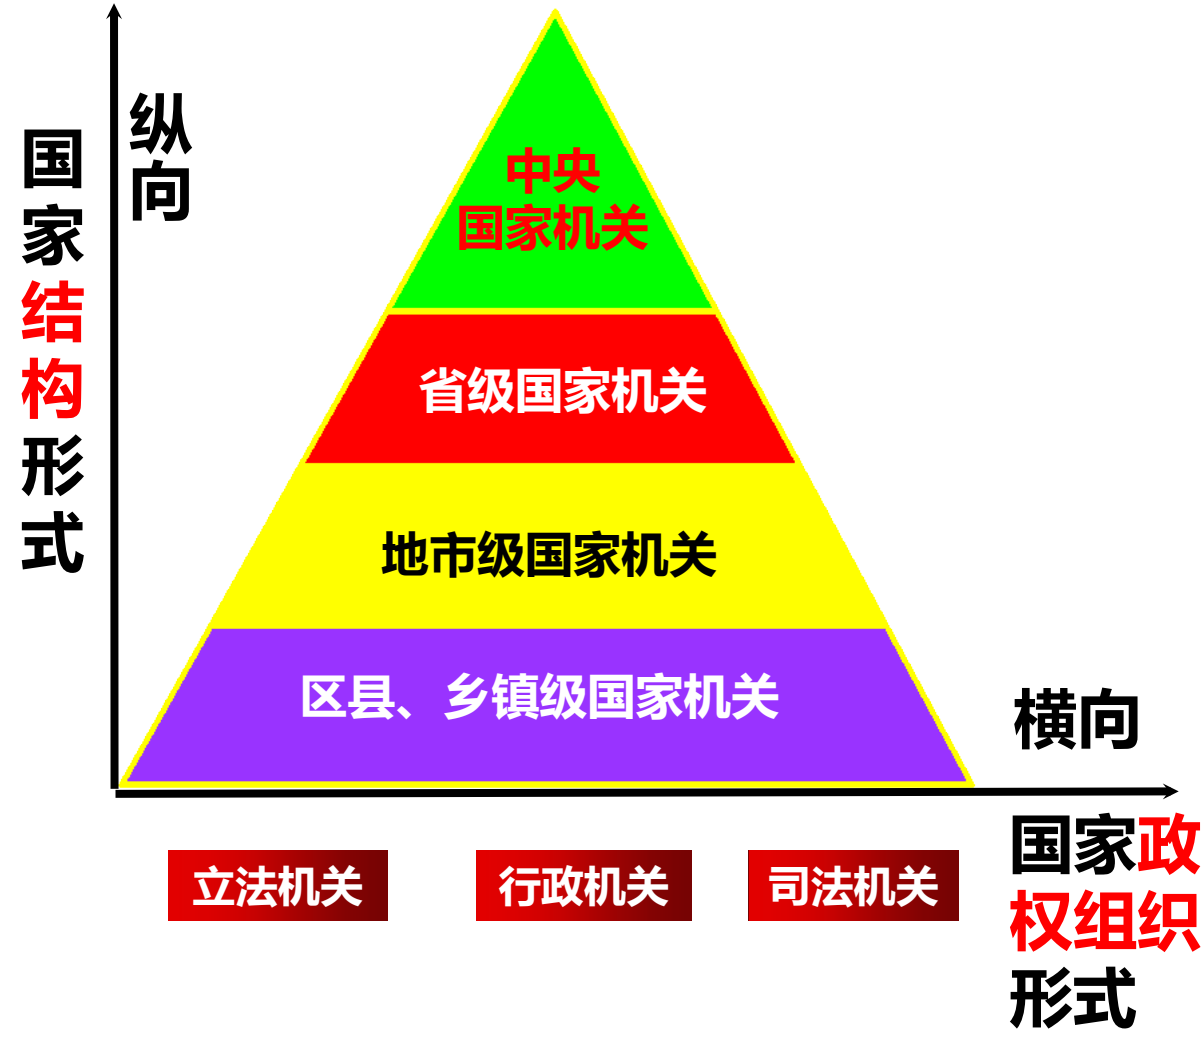 国家结构形式
纵向
中央
国家机关
省级国家机关
地市级国家机关
区县、乡镇级国家机关
横向
立法机关
行政机关
司法机关
国家政
权组织
形式